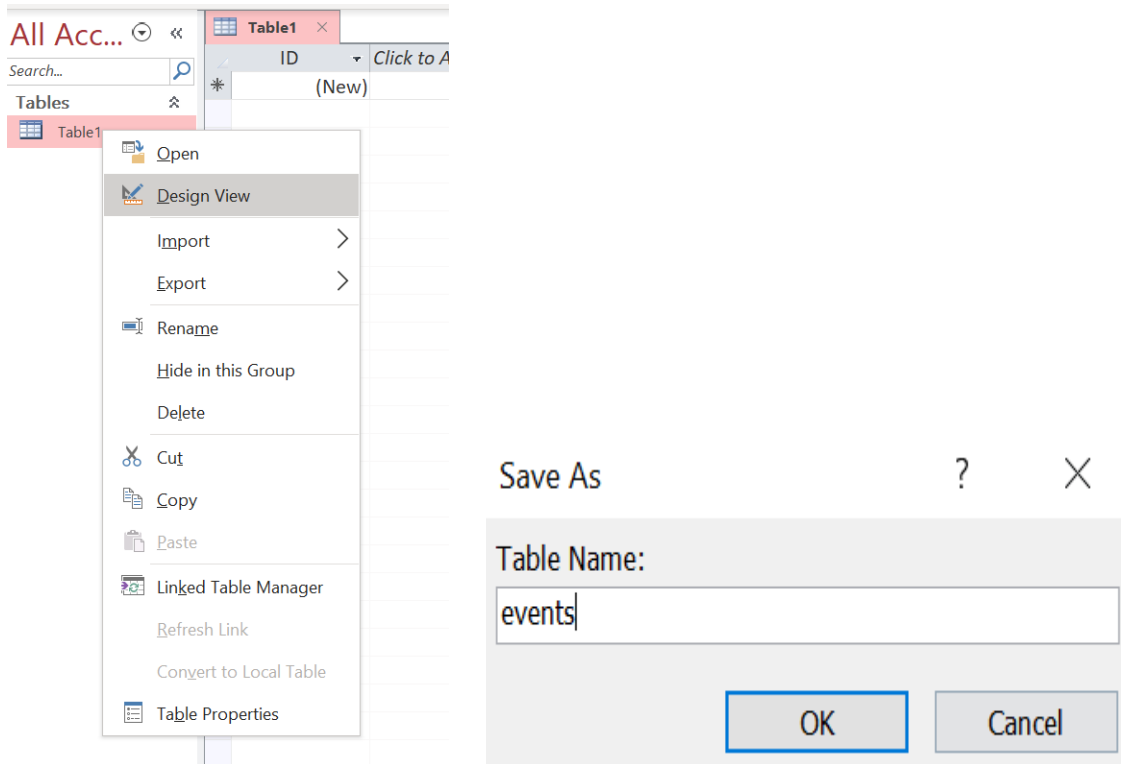 All Acc...
Table1
Search...
ID
Click to A
(New)
Tables
Table1
Open
Design View
Import
Export
Rename
Hide in this Group
Delete
Cut
Copy
Paste
Linked Table Manager
Refresh Link
Convert to Local Table
Table Properties
Save As
?
Table Name:
events
OK
Cancel